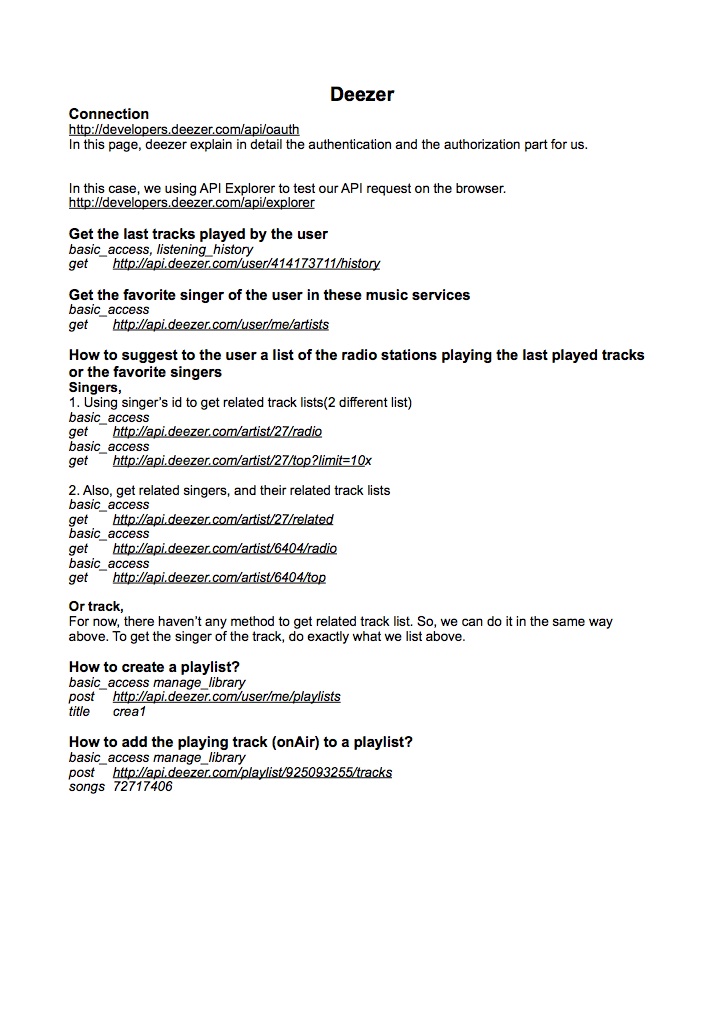 Deezer
Connection
http://developers.deezer.com/api/oauth
In this page, deezer explain in detail the authentication and the authorization part for us.
In this case, we using API Explorer to test our API request on the browser.
http://developers.deezer.com/api/explorer
Get the last tracks played by the user
basic_access, listening_history
get http://api.deezer.com/user/414173711/history
Get the favorite singer of the user in these music services
basic_access
get http://api.deezer.com/user/me/artists
How to suggest to the user a list of the radio stations playing the last played tracks
or the favorite singers
Singers,
1. Using singer's id to get related track lists(2 different list)
basic_access
get http://api.deezer.com/artist/27/radio
basic_access
get http://api.deezer.com/artist/27/top?limit=10x
2. Also, get related singers, and their related track lists
basic_access
get http://api.deezer.com/artist/27/related
basic_access
get http://api.deezer.com/artist/6404/radio
basic_access
get http://api.deezer.com/artist/6404/top
Or track,
For now, there haven't any method to get related track list. So, we can do it in the same way
above. To get the singer of the track, do exactly what we list above.
How to create a playlist?
basic_access manage_library
post http://api.deezer.com/user/me/playlists
title crea1
How to add the playing track (onAir) to a playlist?
basic_access manage_library
post http://api.deezer.com/playlist/925093255/tracks
songs 72717406